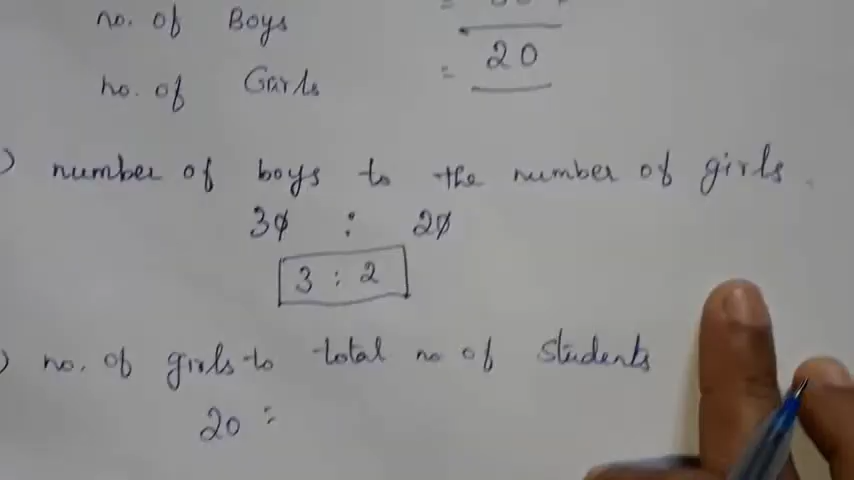 no. of Boys =
no. of Girls = 20
) number of boys to the number of girls.
30 : 20
3 : 2
) no. of girls to total no of students
20 :